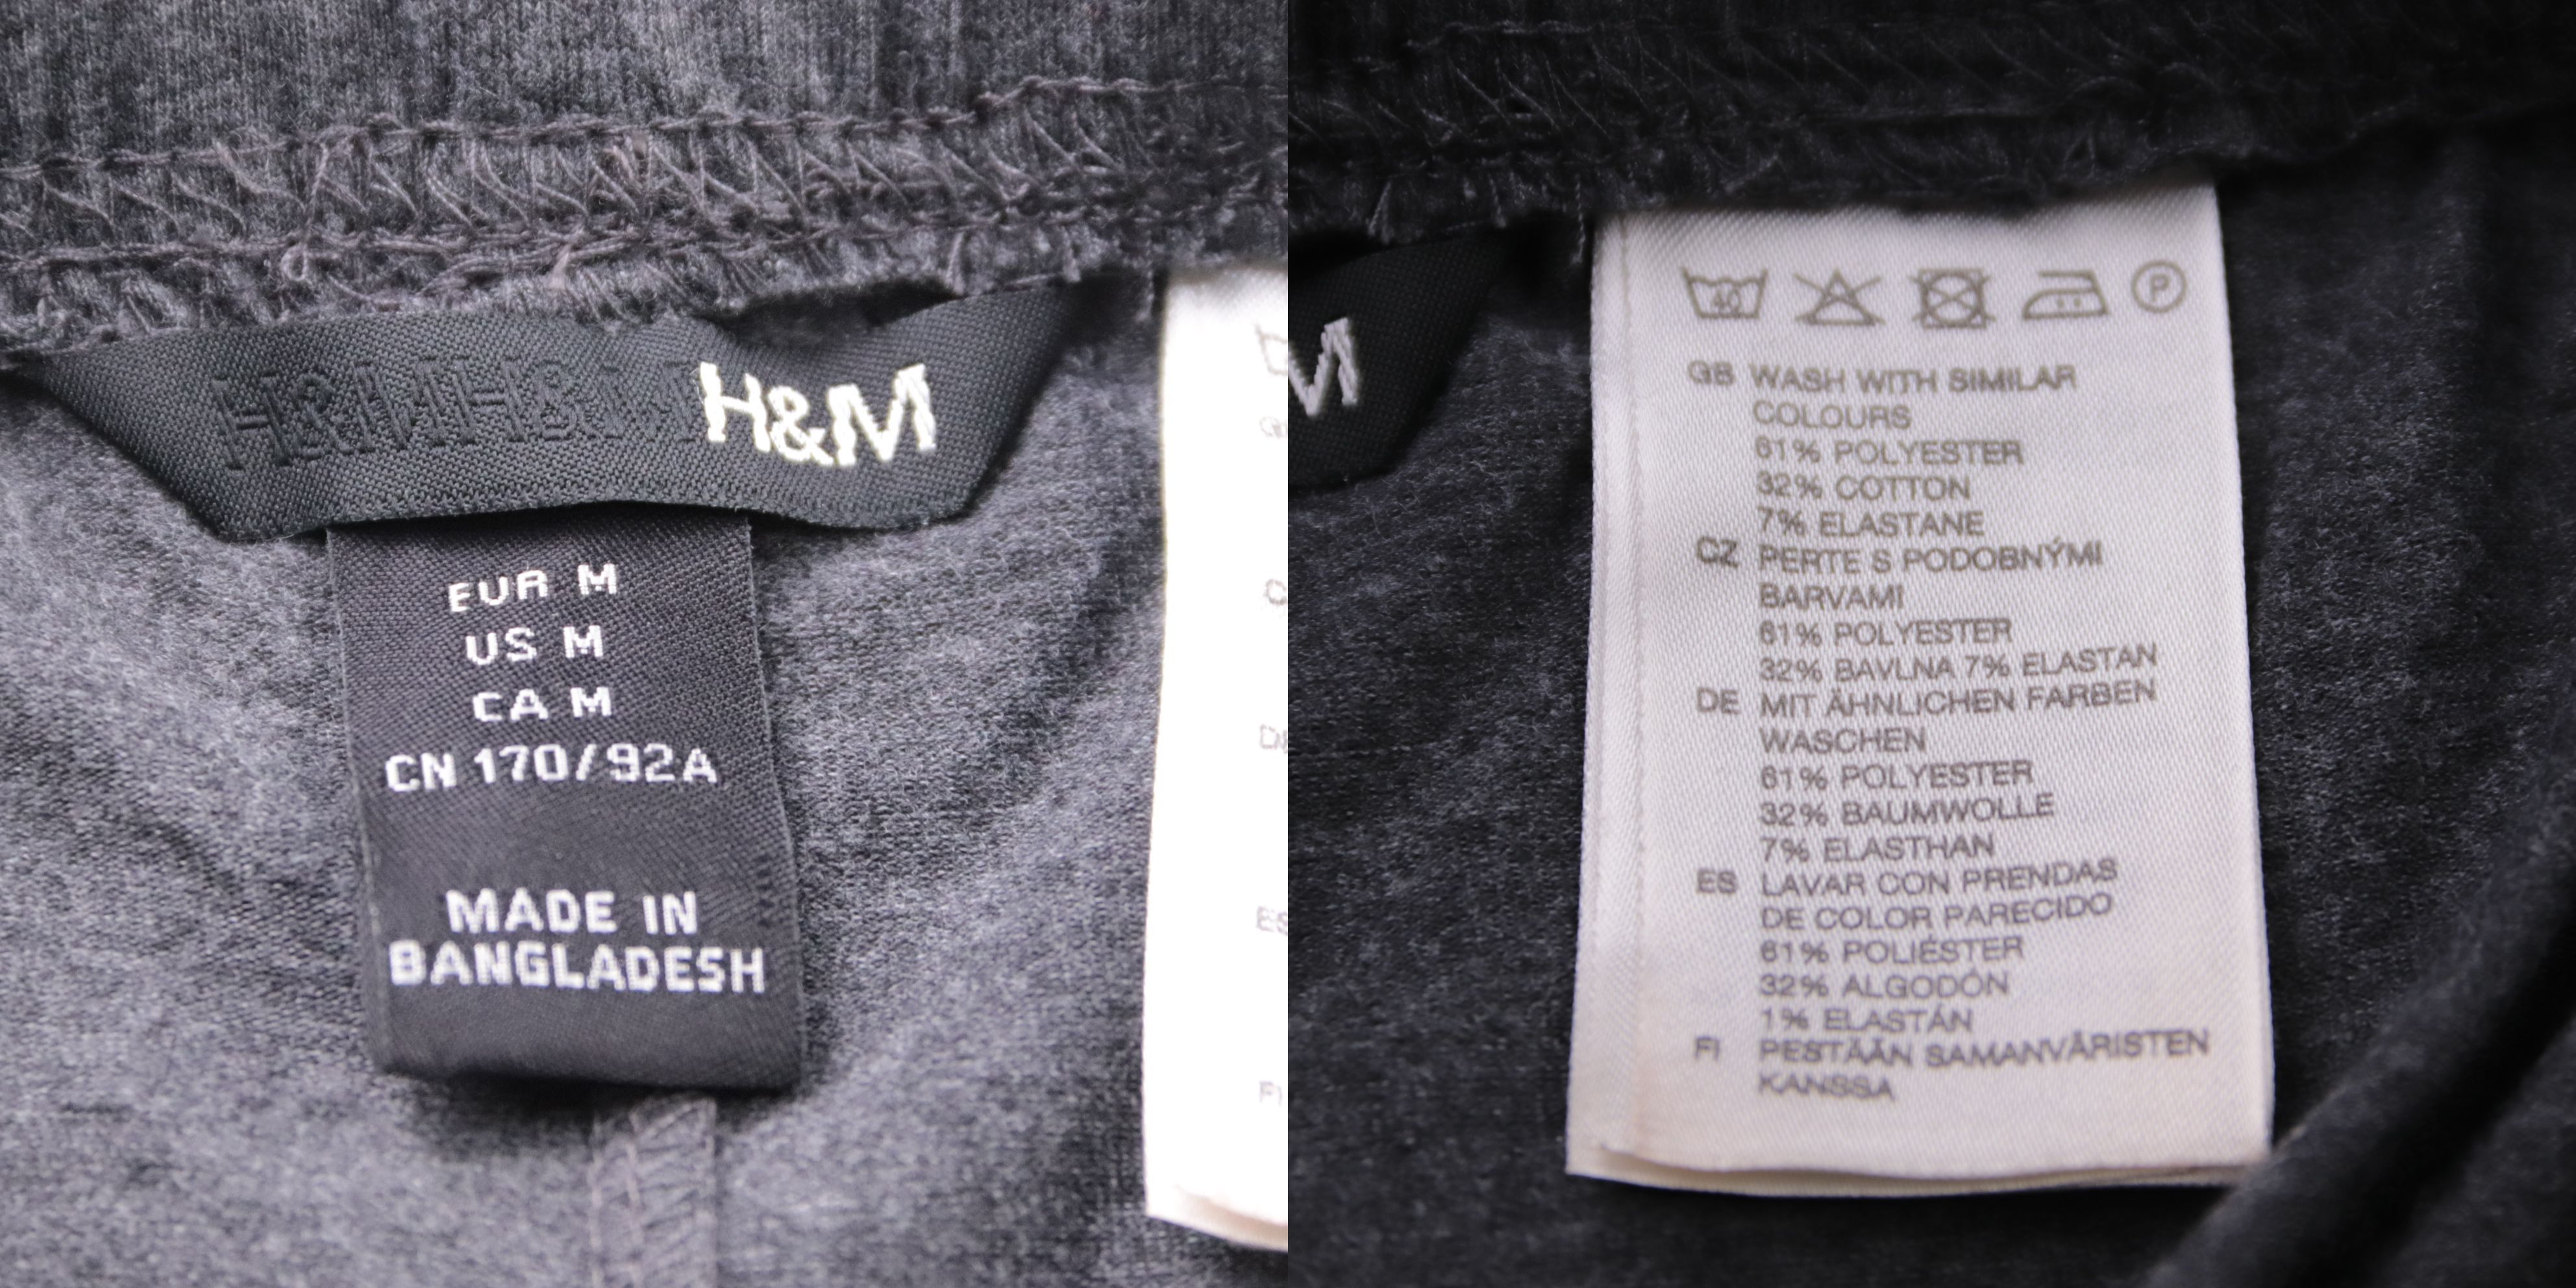 H&MH&MH&M
EUR M
US M
CA M
CN 170/92A
MADE IN
BANGLADESH
M
40
P
GB WASH WITH SIMILAR
COLOURS
61% POLYESTER
32% COTTON
7% ELASTANE
CZ PERTE S PODOBNÝMI
BARVAMI
61% POLYESTER
32% BAVLNA 7% ELASTAN
DE MIT ÄHNLICHEN FARBEN
WASCHEN
61% POLYESTER
32% BAUMWOLLE
7% ELASTHAN
ES LAVAR CON PRENDAS
DE COLOR PARECIDO
61% POLIÉSTER
32% ALGODÓN
1% ELASTÁN
FI PESTÄÄN SAMANVÄRISTEN
KANSSA